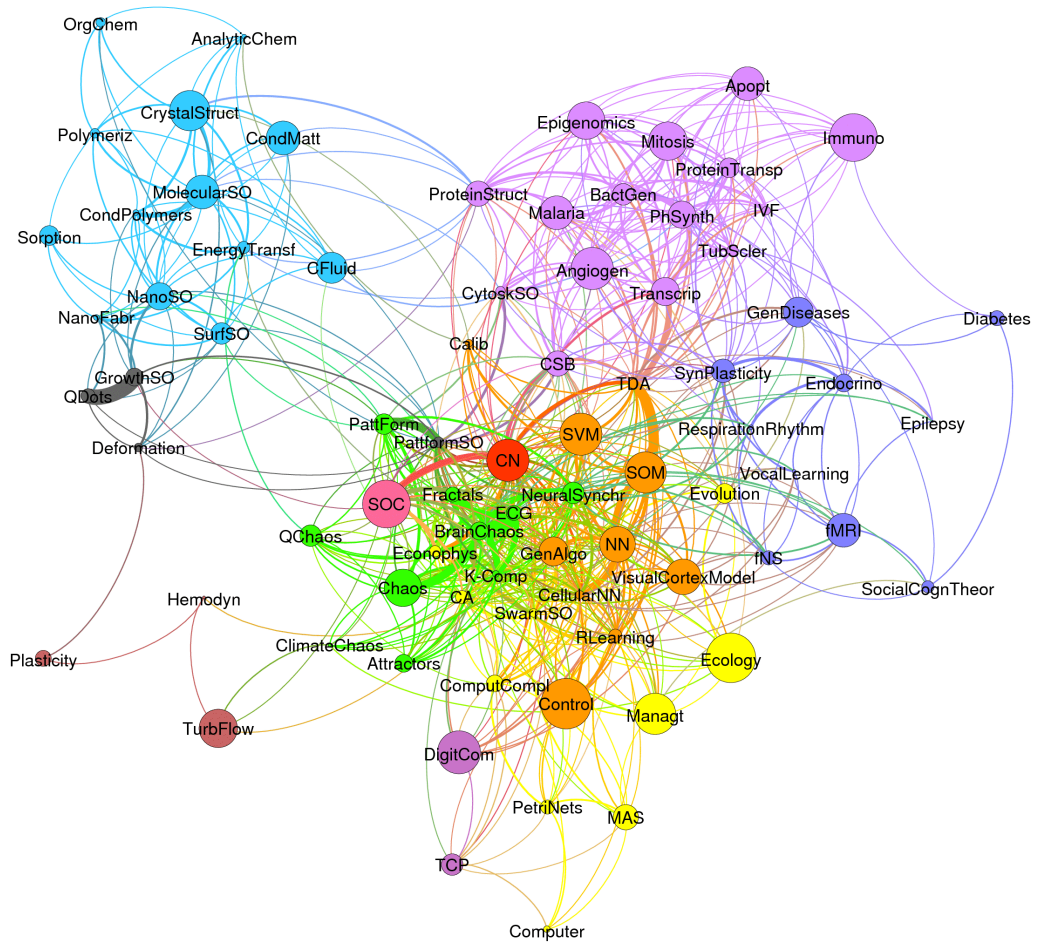 OrgChem
AnalyticChem
CrystalStruct
Polymeriz
CondMatt
Apopt
Epigenomics
Mitosis
Immuno
ProteinTransp
MolecularSO
ProteinStruct
BactGen
CondPolymers
Malaria
PhSynth
IVF
Sorption
EnergyTransf
TubScler
CFluid
Angiogen
NanoSO
CytoskSO
Transcrip
NanoFabr
SurfSO
GenDiseases
Diabetes
Calib
CSB
GrowthSO
SynPlasticity
TDA
Endocrino
QDots
PattForm
Epilepsy
PattformSO
SVM
RespirationRhythm
Deformation
CN
SOM
VocalLearning
Fractals
NeuralSynchr
Evolution
SOC
ECG
BrainChaos
fMRI
QChaos
NN
Econophys
GenAlgo
fNS
K-Comp
VisualCortexModel
Chaos
CA
CellularNN
SocialCognTheor
Hemodyn
SwarmSO
RLearning
ClimateChaos
Plasticity
Attractors
Ecology
ComputCompl
Control
Managt
TurbFlow
DigitCom
PetriNets
MAS
TCP
Computer